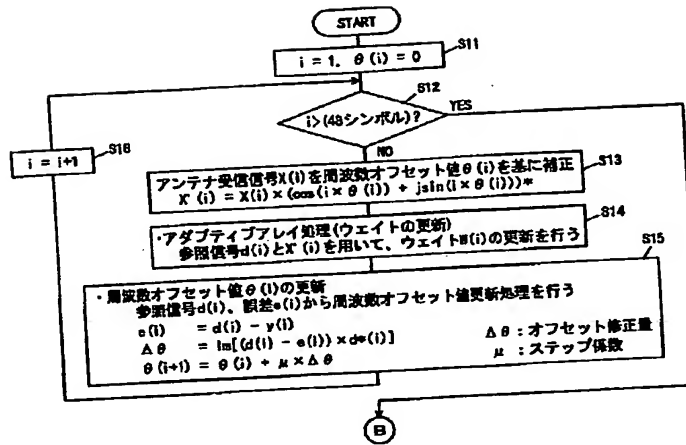 START
S11
i = 1, θ(i) = 0
S12
i>(48シンボル)?
YES
NO
S16
i = i+1
S13
アンテナ受信信号X(i)を周波数オフセット値θ(i)を基に補正
X'(i) = X(i)×(cos(i×θ(i)) + jsin(i×θ(i)))*
S14
・アダプティブアレイ処理(ウェイトの更新)
参照信号d(i)とX'(i)を用いて、ウェイトW(i)の更新を行う
S15
・周波数オフセット値θ(i)の更新
参照信号d(i)、誤差e(i)から周波数オフセット値更新処理を行う
e(i) = d(i) - y(i)
Δθ = Im[(d(i) - e(i))×d*(i)]
θ(i+1) = θ(i) + μ×Δθ
Δθ:オフセット修正量
μ:ステップ係数
B